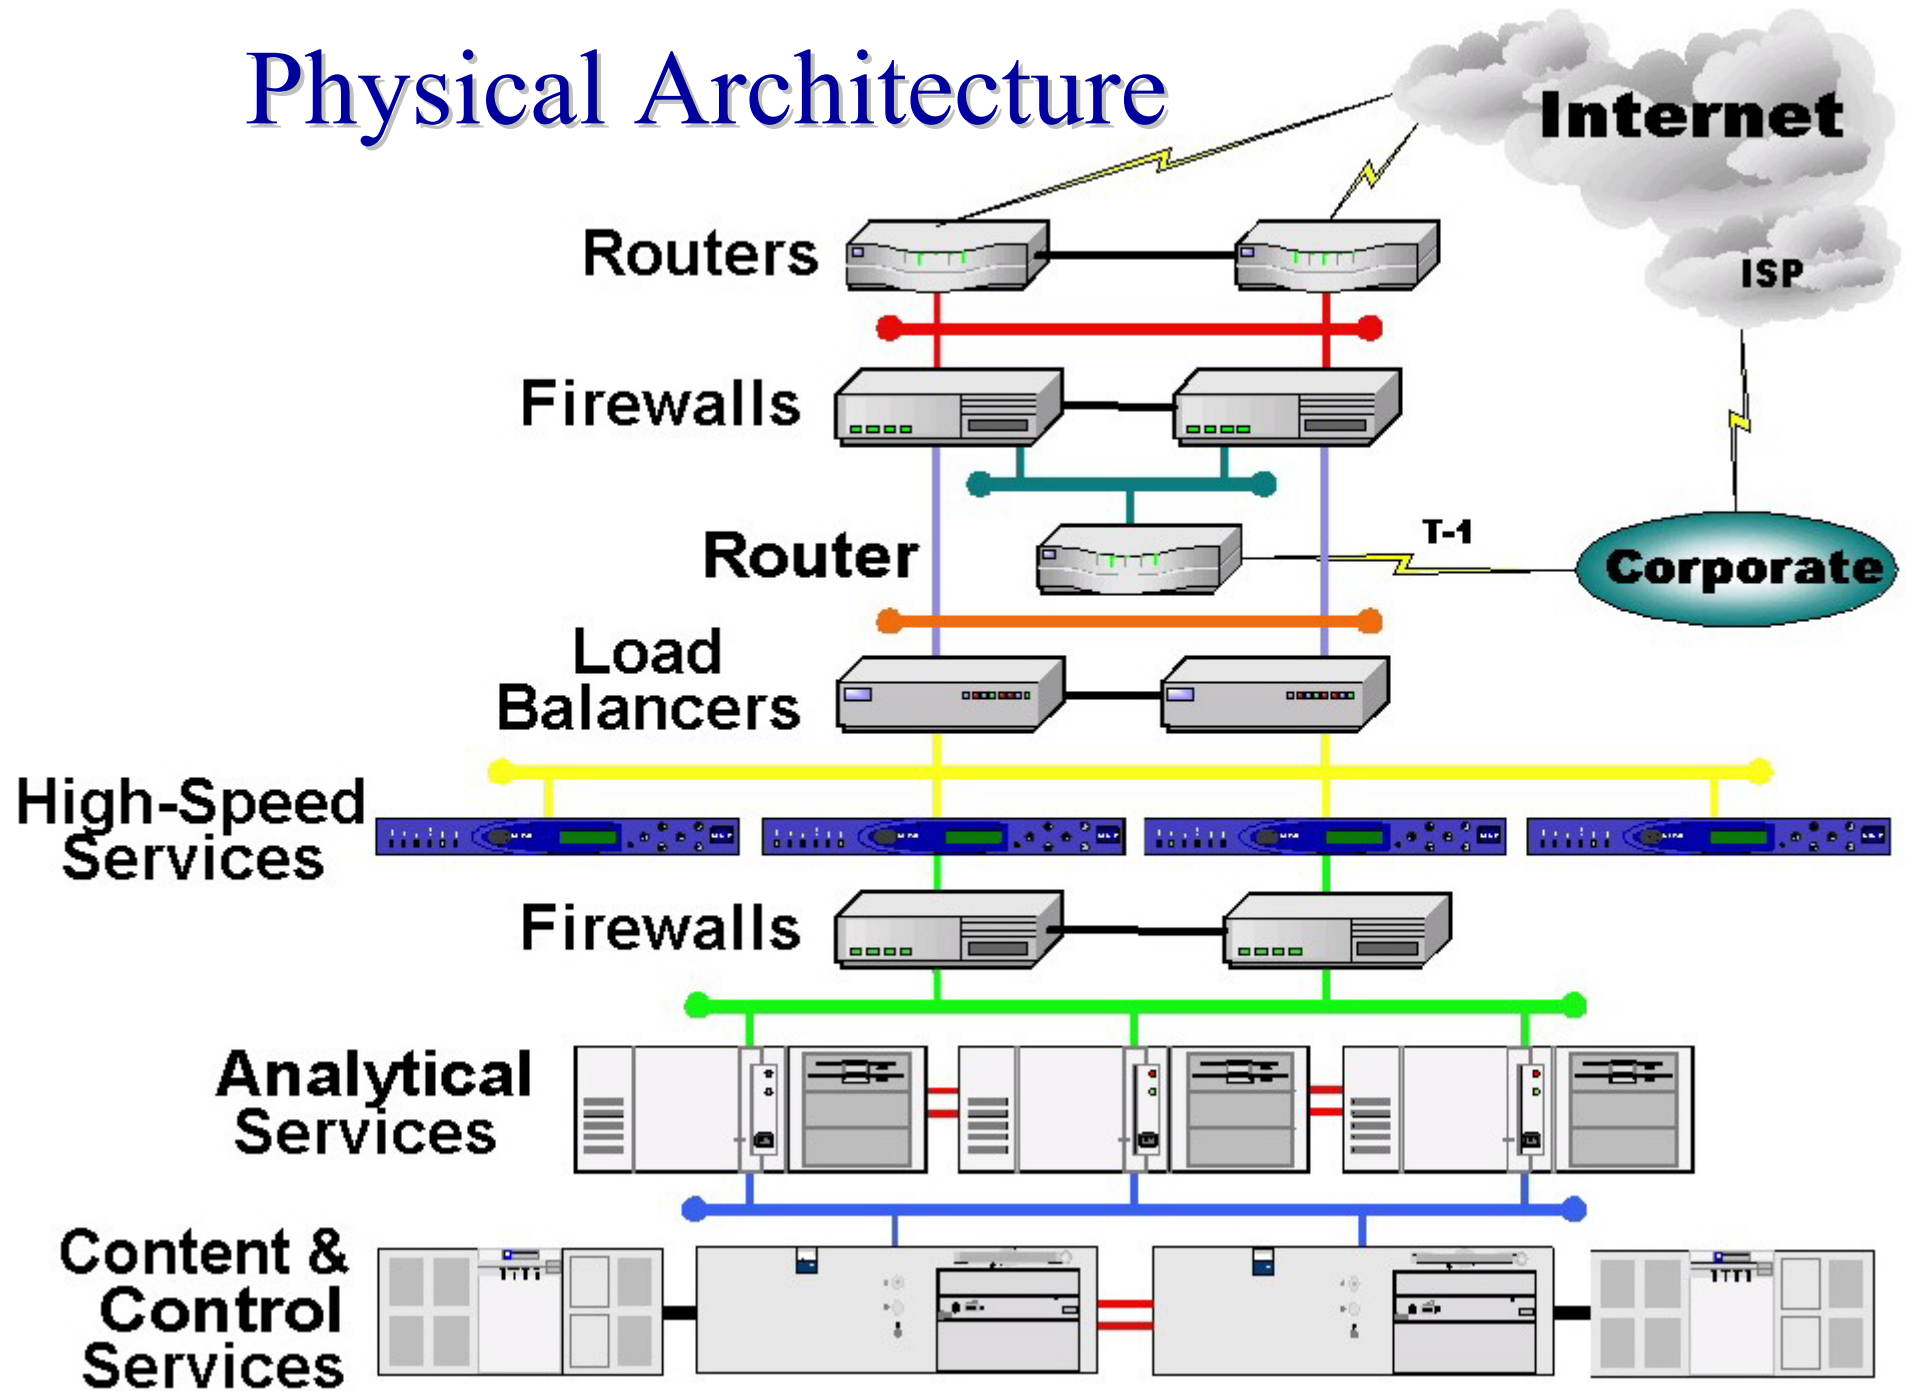 Physical Architecture
Internet
ISP
Routers
Firewalls
Router
T-1
Corporate
Load
Balancers
High-Speed
Services
Firewalls
Analytical
Services
Content &
Control
Services